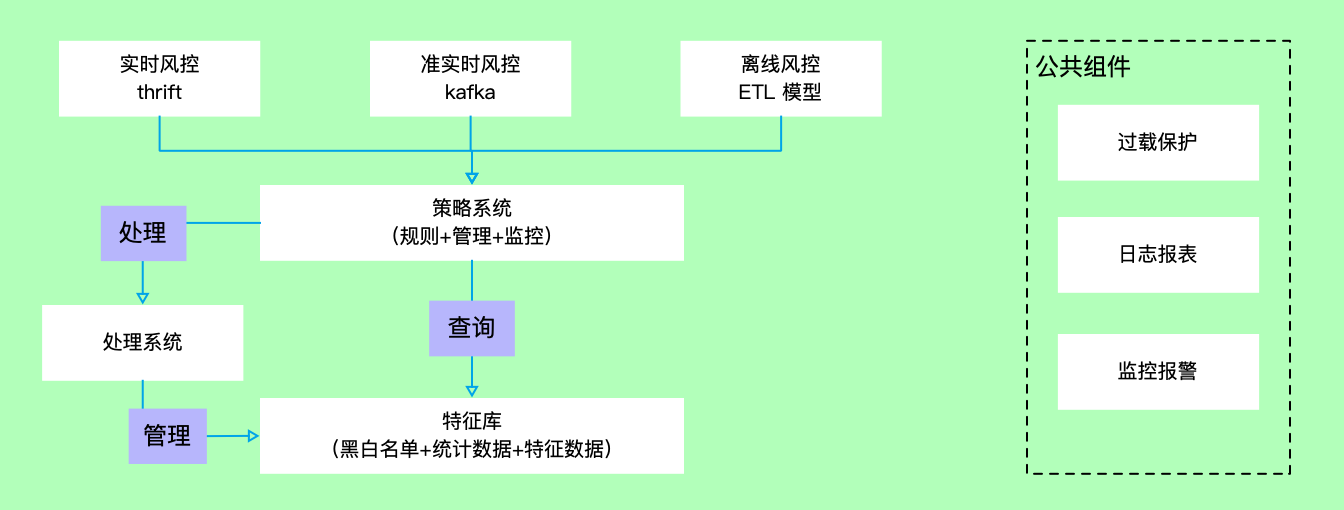 实时风控
thrift
准实时风控
kafka
离线风控
ETL 模型
公共组件
过载保护
策略系统
（规则+管理+监控）
处理
日志报表
查询
处理系统
监控报警
特征库
（黑白名单+统计数据+特征数据）
管理